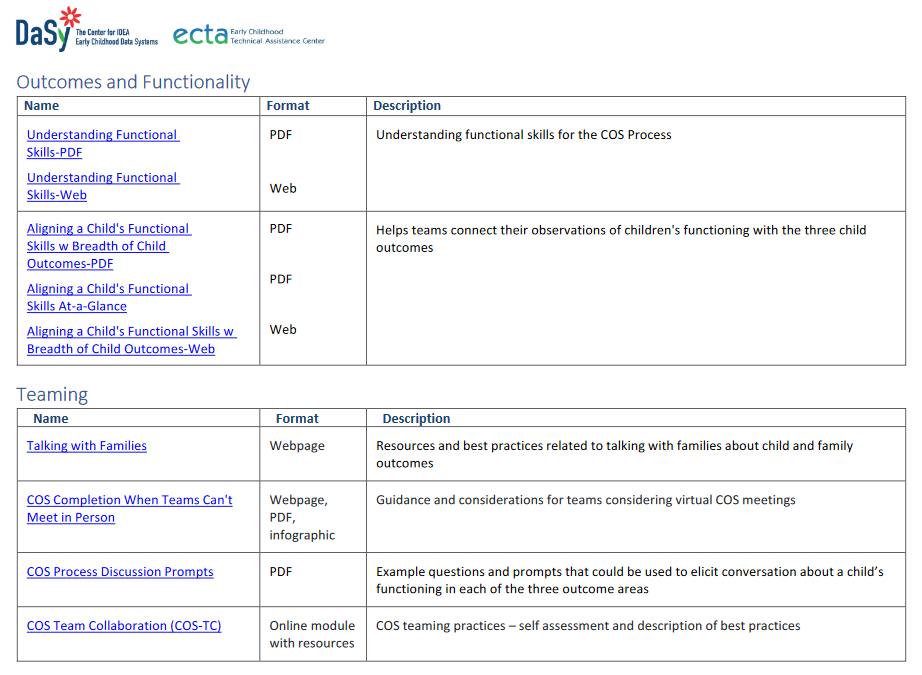 DaSy The Center for IDEA
Early Childhood Data Systems
ecta Early Childhood
Technical Assistance Center
Outcomes and Functionality
Name Format Description
Understanding Functional
Skills-PDF
PDF
Understanding functional skills for the COS Process
Understanding Functional
Skills-Web
Web
Aligning a Child's Functional
Skills w Breadth of Child
Outcomes-PDF
PDF
Helps teams connect their observations of children's functioning with the three child
outcomes
Aligning a Child's Functional
Skills At-a-Glance
PDF
Aligning a Child's Functional Skills w
Breadth of Child Outcomes-Web
Web
Teaming
Name Format Description
Talking with Families
Webpage
Resources and best practices related to talking with families about child and family
outcomes
COS Completion When Teams Can't
Meet in Person
Webpage,
PDF,
infographic
Guidance and considerations for teams considering virtual COS meetings
COS Process Discussion Prompts
PDF
Example questions and prompts that could be used to elicit conversation about a child’s
functioning in each of the three outcome areas
COS Team Collaboration (COS-TC)
Online module
with resources
COS teaming practices – self assessment and description of best practices